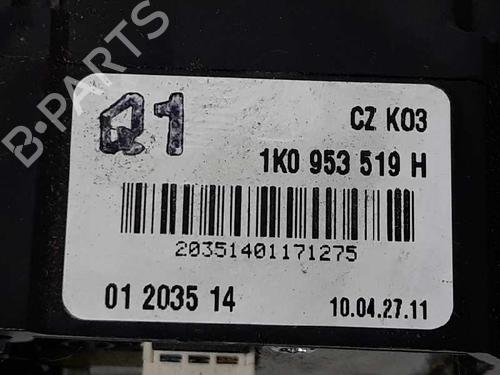 Q1
CZ K03
1K0 953 519 H
20351401171275
01 2035 14
10.04.27.11
B-PARTS